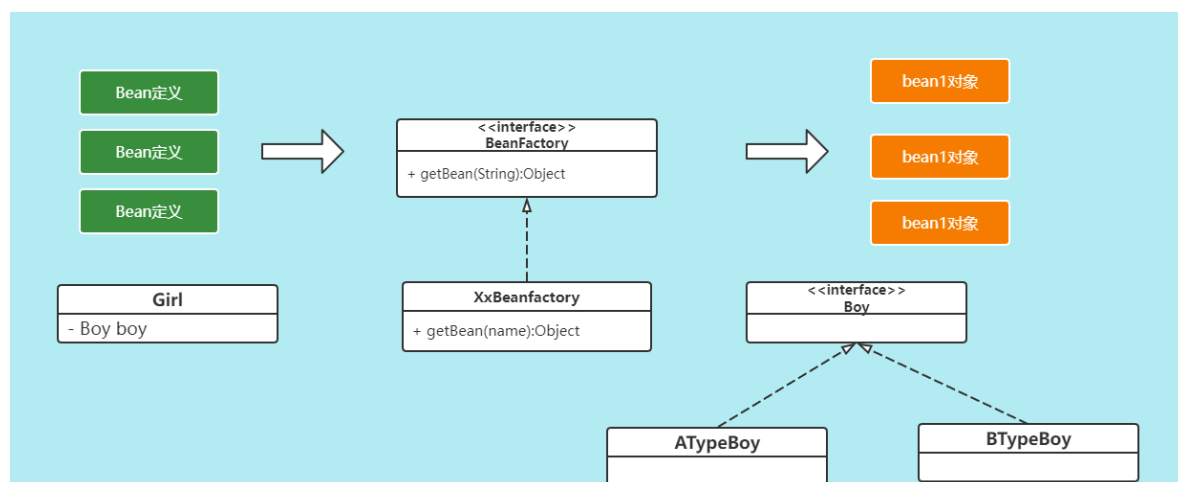 Bean定义
Bean定义
Bean定义
<<interface>>
BeanFactory
+ getBean(String):Object
bean1对象
bean1对象
bean1对象
Girl
- Boy boy
XxBeanfactory
+ getBean(name):Object
<<interface>>
Boy
ATypeBoy
BTypeBoy